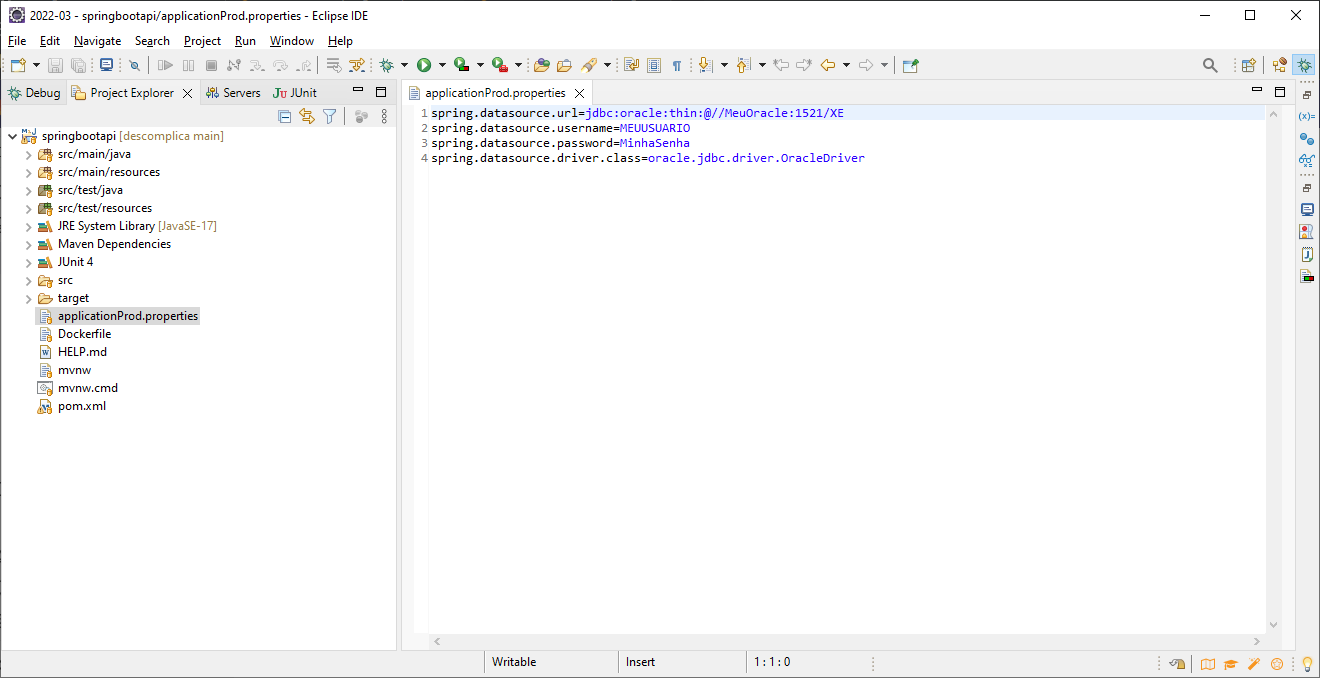 2022-03 - springbootapi/applicationProd.properties - Eclipse IDE
File Edit Navigate Search Project Run Window Help
Debug Project Explorer Servers JUnit
applicationProd.properties
springbootapi [descomplica main]
src/main/java
src/main/resources
src/test/java
src/test/resources
JRE System Library [JavaSE-17]
Maven Dependencies
JUnit 4
src
target
applicationProd.properties
Dockerfile
HELP.md
mvnw
mvnw.cmd
pom.xml
1 spring.datasource.url=jdbc:oracle:thin:@//MeuOracle:1521/XE
2 spring.datasource.username=MEUUSUARIO
3 spring.datasource.password=MinhaSenha
4 spring.datasource.driver.class=oracle.jdbc.driver.OracleDriver
Writable Insert 1 : 1 : 0